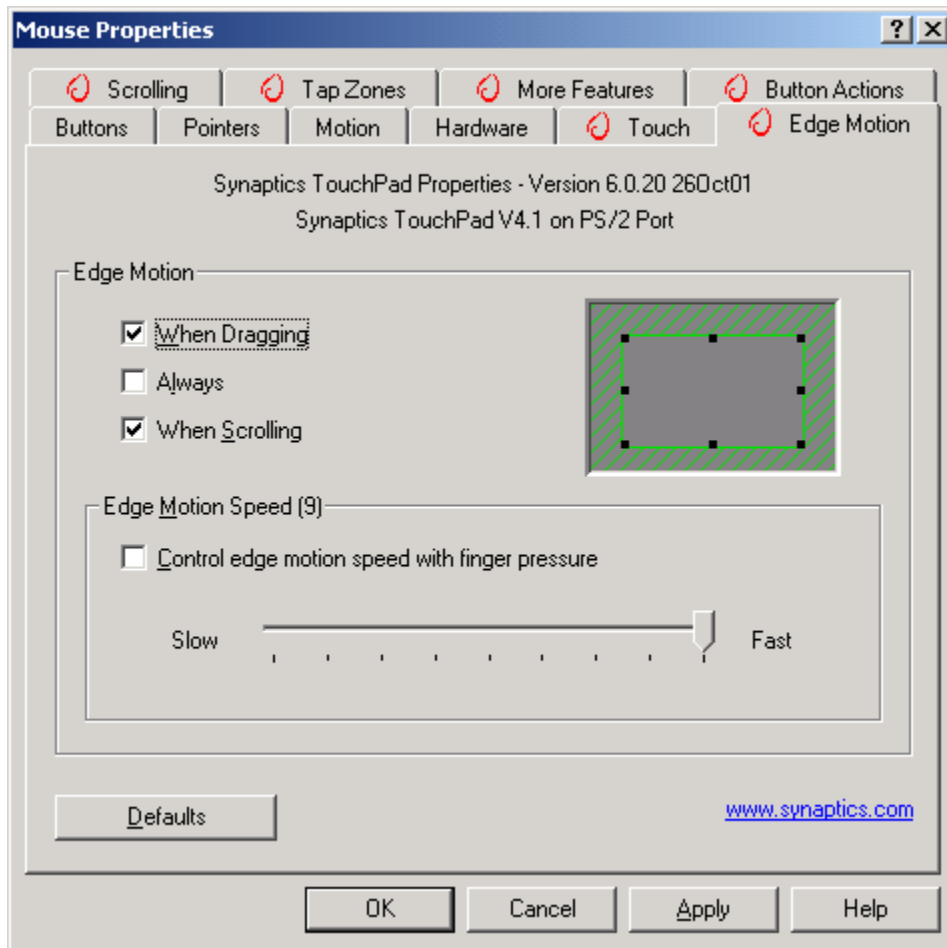 Mouse Properties
Scrolling Tap Zones More Features Button Actions
Buttons Pointers Motion Hardware Touch Edge Motion
Synaptics TouchPad Properties - Version 6.0.20 26Oct01
Synaptics TouchPad V4.1 on PS/2 Port
Edge Motion
When Dragging
Always
When Scrolling
Edge Motion Speed (9)
Control edge motion speed with finger pressure
Slow Fast
Defaults www.synaptics.com
OK Cancel Apply Help